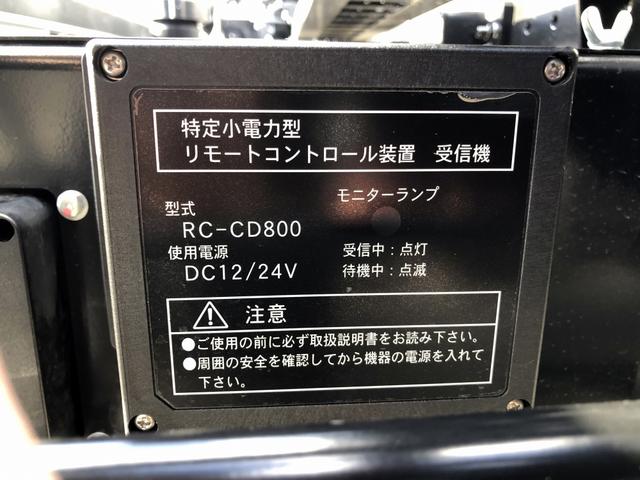 特定小電力型
リモートコントロール装置 受信機
型式
RC-CD800
使用電源
DC12/24V
モニターランプ
受信中：点灯
待機中：点滅
注意
●ご使用の前に必ず取扱説明書をお読み下さい。
●周囲の安全を確認してから機器の電源を入れて
下さい。